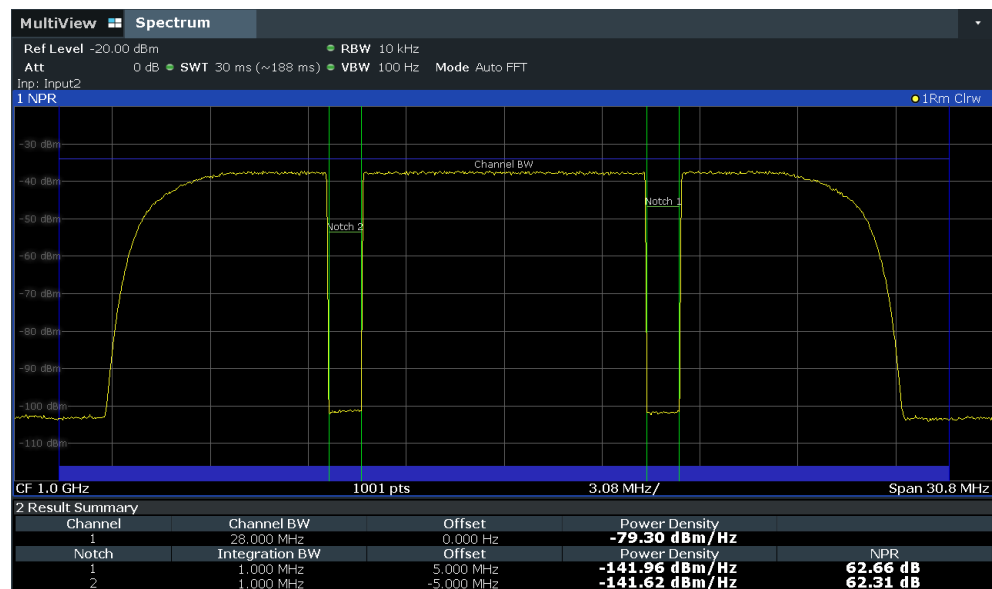 MultiView Spectrum
Ref Level -20.00 dBm RBW 10 kHz
Att 0 dB SWT 30 ms (~188 ms) VBW 100 Hz Mode Auto FFT
Inp: Input2
1 NPR 1Rm Clrw
-30 dBm
Channel BW
-40 dBm
Notch 1
-50 dBm
Notch 2
-60 dBm
-70 dBm
-80 dBm
-90 dBm
-100 dBm
-110 dBm
CF 1.0 GHz 1001 pts 3.08 MHz/ Span 30.8 MHz
2 Result Summary
Channel Channel BW Offset Power Density
1 28.000 MHz 0.000 Hz -79.30 dBm/Hz
Notch Integration BW Offset Power Density NPR
1 1.000 MHz 5.000 MHz -141.96 dBm/Hz 62.66 dB
2 1.000 MHz -5.000 MHz -141.62 dBm/Hz 62.31 dB